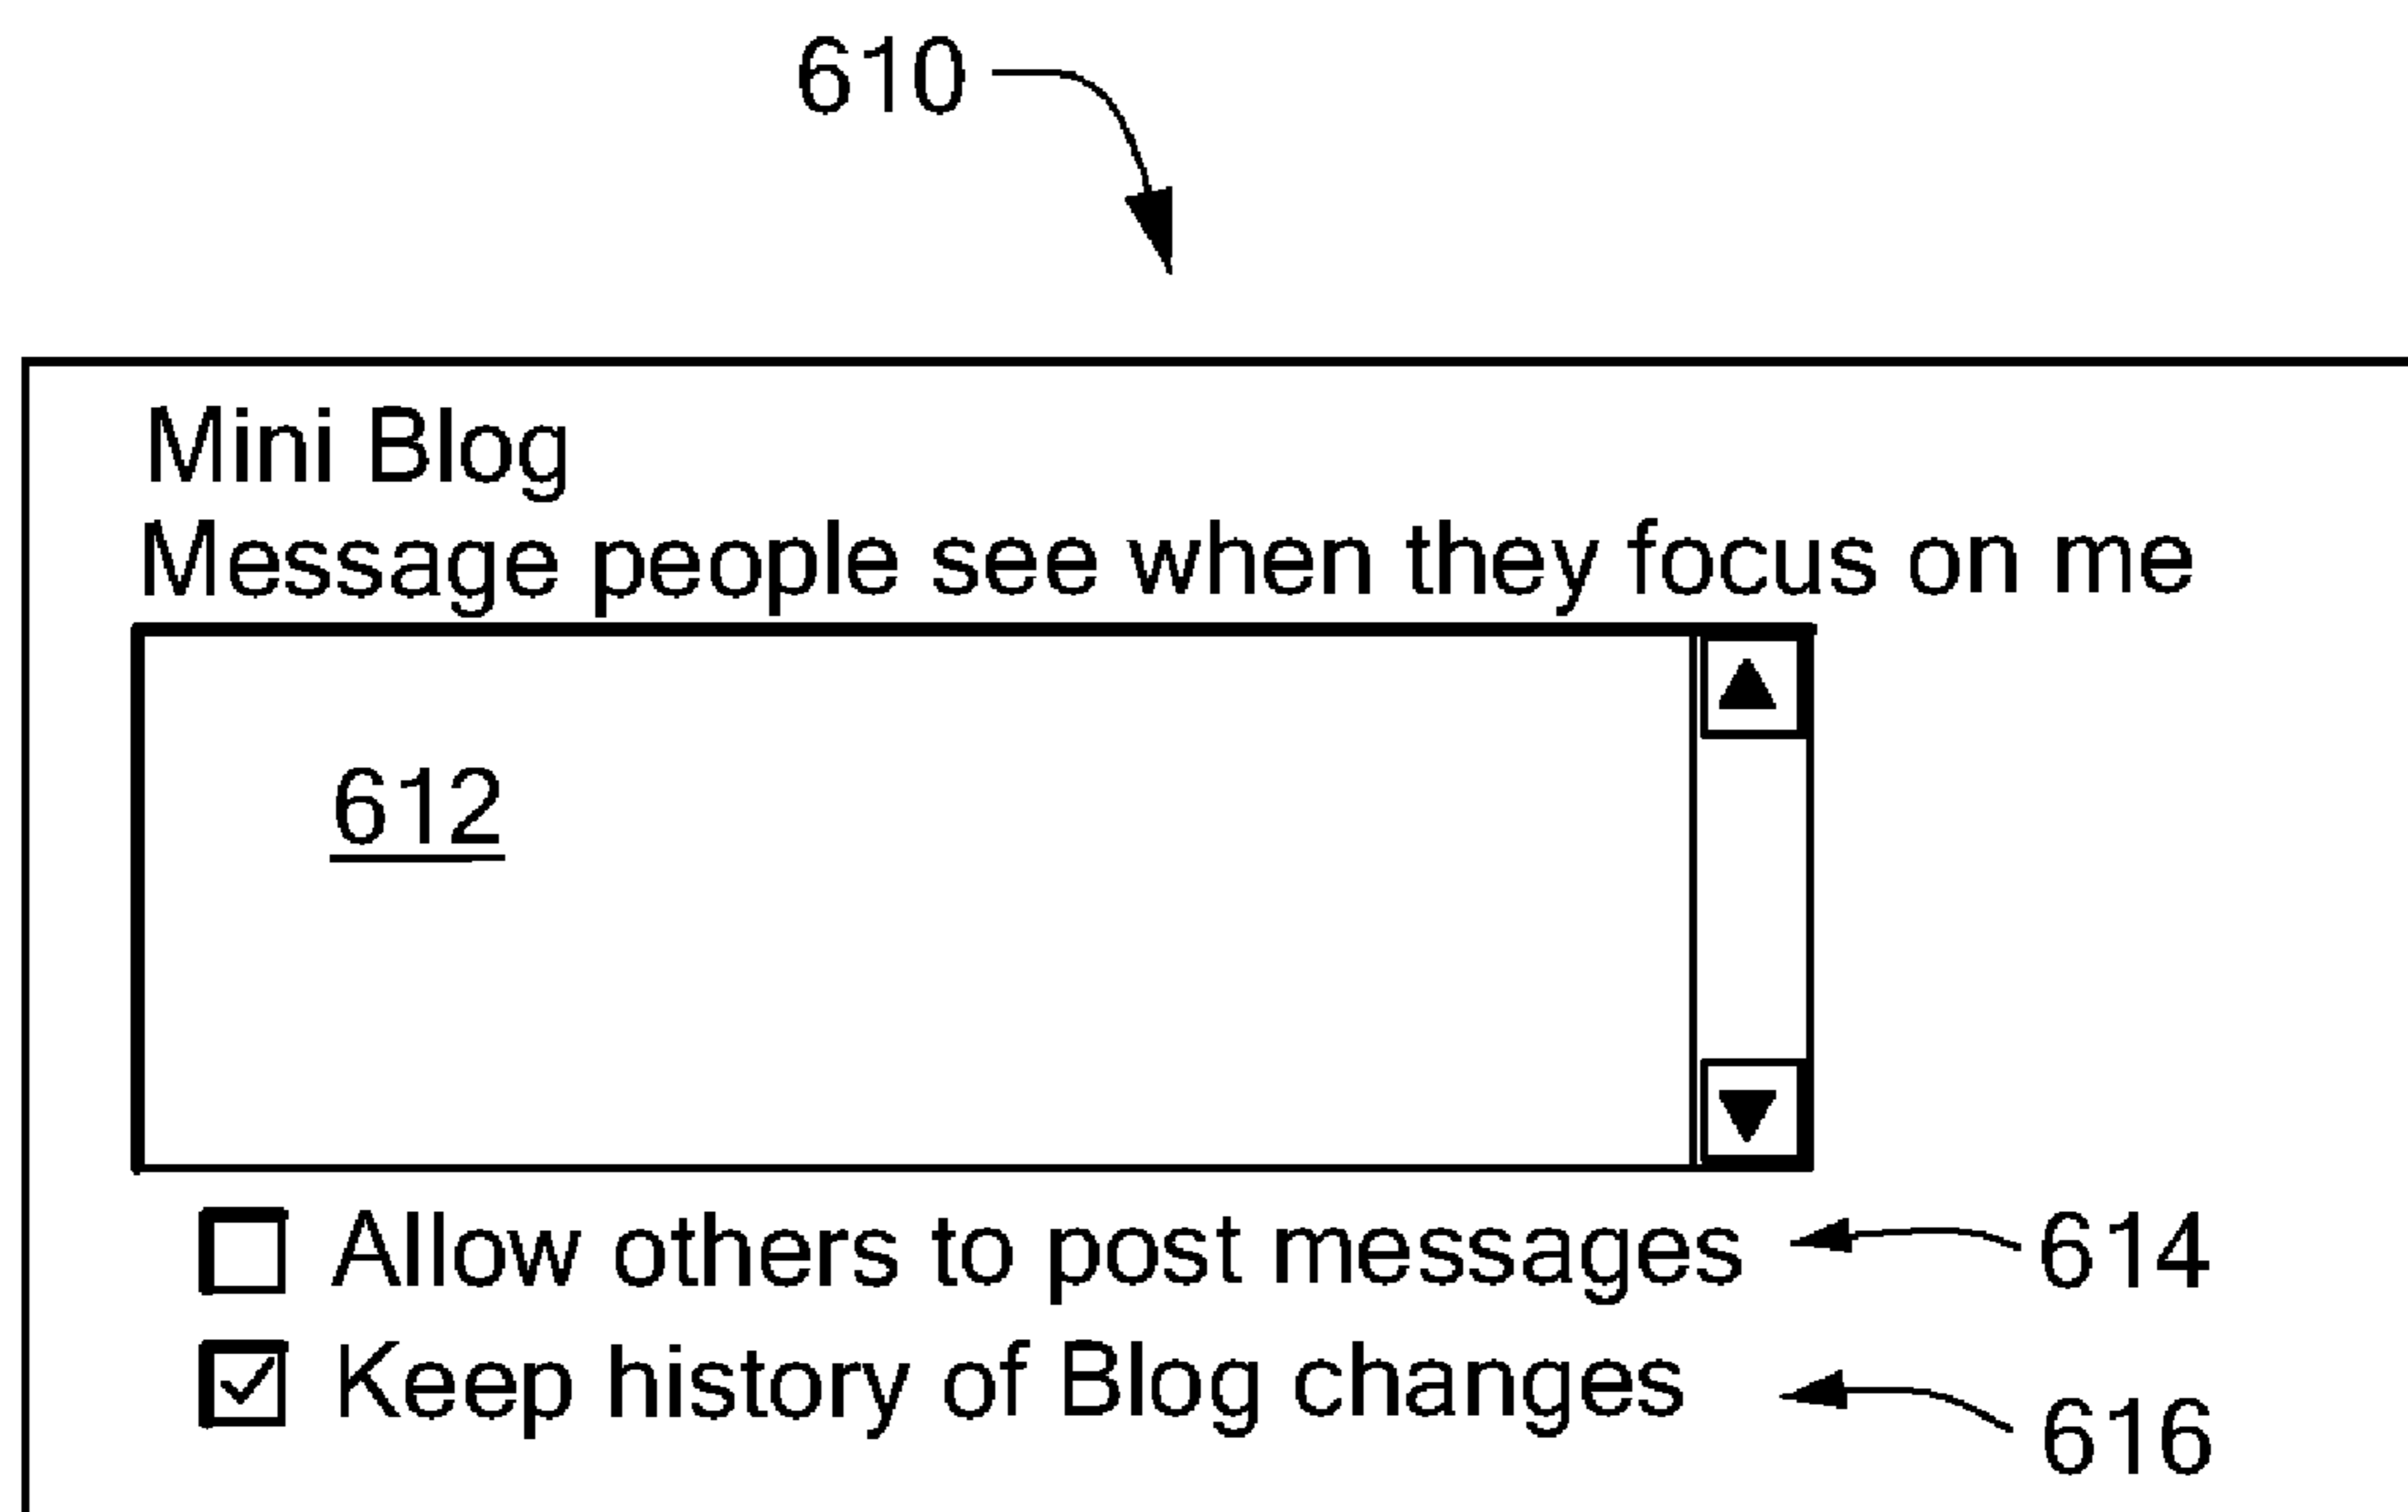 610
Mini Blog
Message people see when they focus on me
612
Allow others to post messages 614
Keep history of Blog changes 616